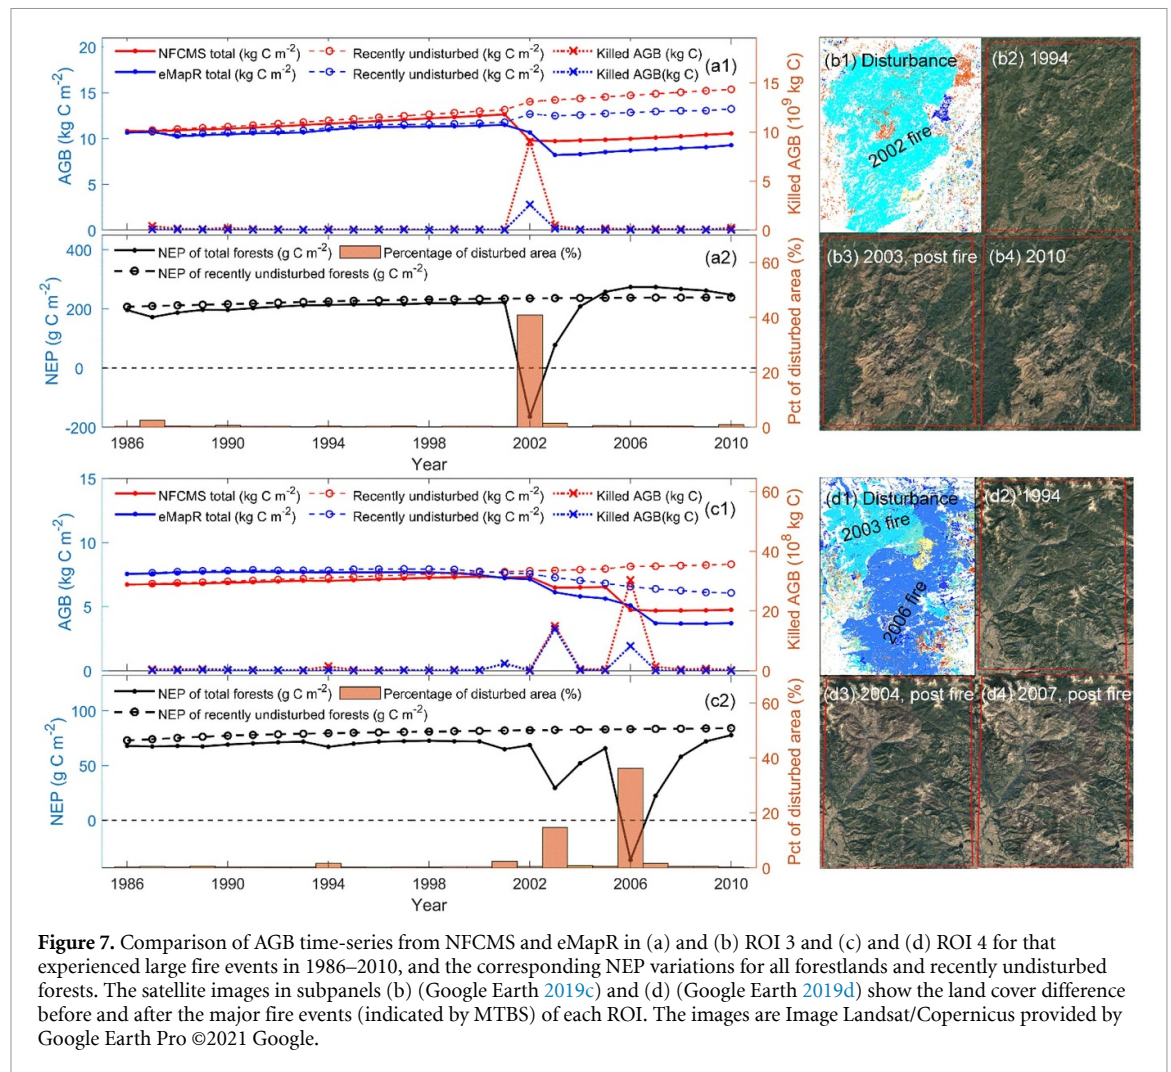 NFCMS total (kg C m-2)
Recently undisturbed (kg C m-2)
Killed AGB (kg C)
eMapR total (kg C m-2)
Recently undisturbed (kg C m-2)
Killed AGB(kg C)
(a1)
20
15
10
5
0
AGB (kg C m-2)
15
10
5
0
Killed AGB (109 kg C)
NEP of total forests (g C m-2)
Percentage of disturbed area (%)
NEP of recently undisturbed forests (g C m-2)
(a2)
400
200
0
-200
NEP (g C m-2)
60
40
20
0
Pct of disturbed area (%)
1986
1990
1994
1998
2002
2006
2010
Year
(b1) Disturbance
2002 fire
(b2) 1994
(b3) 2003, post fire
(b4) 2010
NFCMS total (kg C m-2)
Recently undisturbed (kg C m-2)
Killed AGB (kg C)
eMapR total (kg C m-2)
Recently undisturbed (kg C m-2)
Killed AGB(kg C)
(c1)
15
10
5
0
AGB (kg C m-2)
60
40
20
0
Killed AGB (108 kg C)
NEP of total forests (g C m-2)
Percentage of disturbed area (%)
NEP of recently undisturbed forests (g C m-2)
(c2)
100
50
0
NEP (g C m-2)
60
40
20
0
Pct of disturbed area (%)
1986
1990
1994
1998
2002
2006
2010
Year
(d1) Disturbance
2003 fire
2006 fire
(d2) 1994
(d3) 2004, post fire
(d4) 2007, post fire
Figure 7. Comparison of AGB time-series from NFCMS and eMapR in (a) and (b) ROI 3 and (c) and (d) ROI 4 for that
experienced large fire events in 1986–2010, and the corresponding NEP variations for all forestlands and recently undisturbed
forests. The satellite images in subpanels (b) (Google Earth 2019c) and (d) (Google Earth 2019d) show the land cover difference
before and after the major fire events (indicated by MTBS) of each ROI. The images are Image Landsat/Copernicus provided by
Google Earth Pro ©2021 Google.